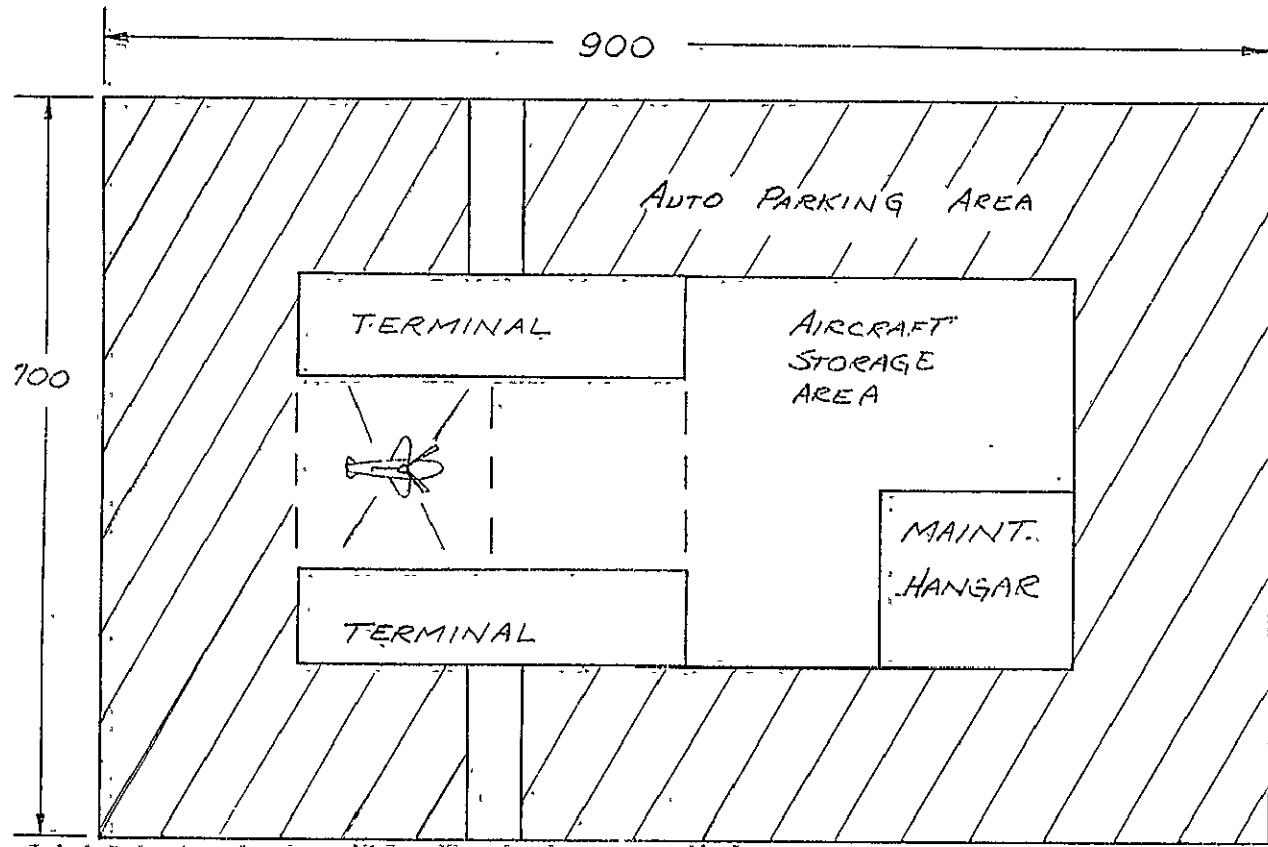 900
AUTO PARKING AREA
TERMINAL
AIRCRAFT
STORAGE
AREA
700
MAINT.
HANGAR
TERMINAL